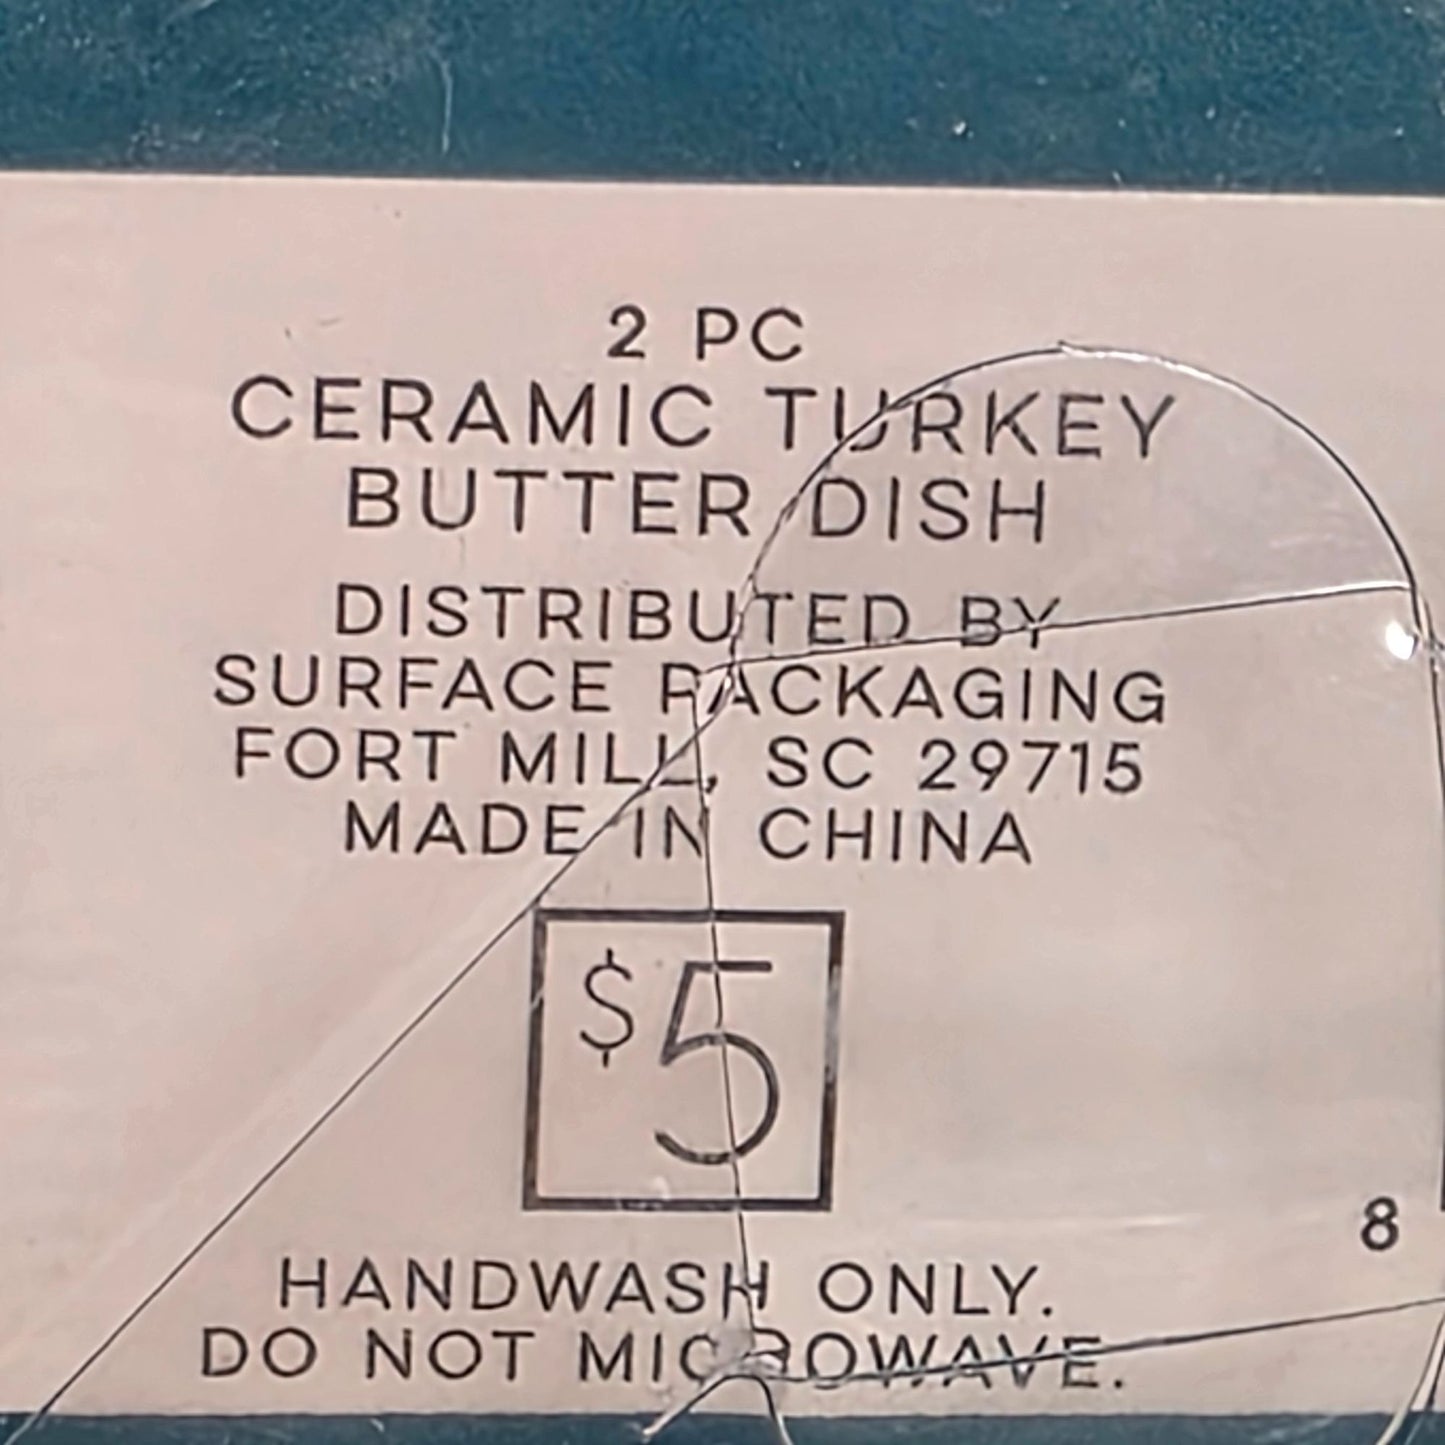 2 PC
CERAMIC TURKEY
BUTTER DISH
DISTRIBUTED BY
SURFACE PACKAGING
FORT MILL, SC 29715
MADE IN CHINA
$5
8
HANDWASH ONLY.
DO NOT MICROWAVE.